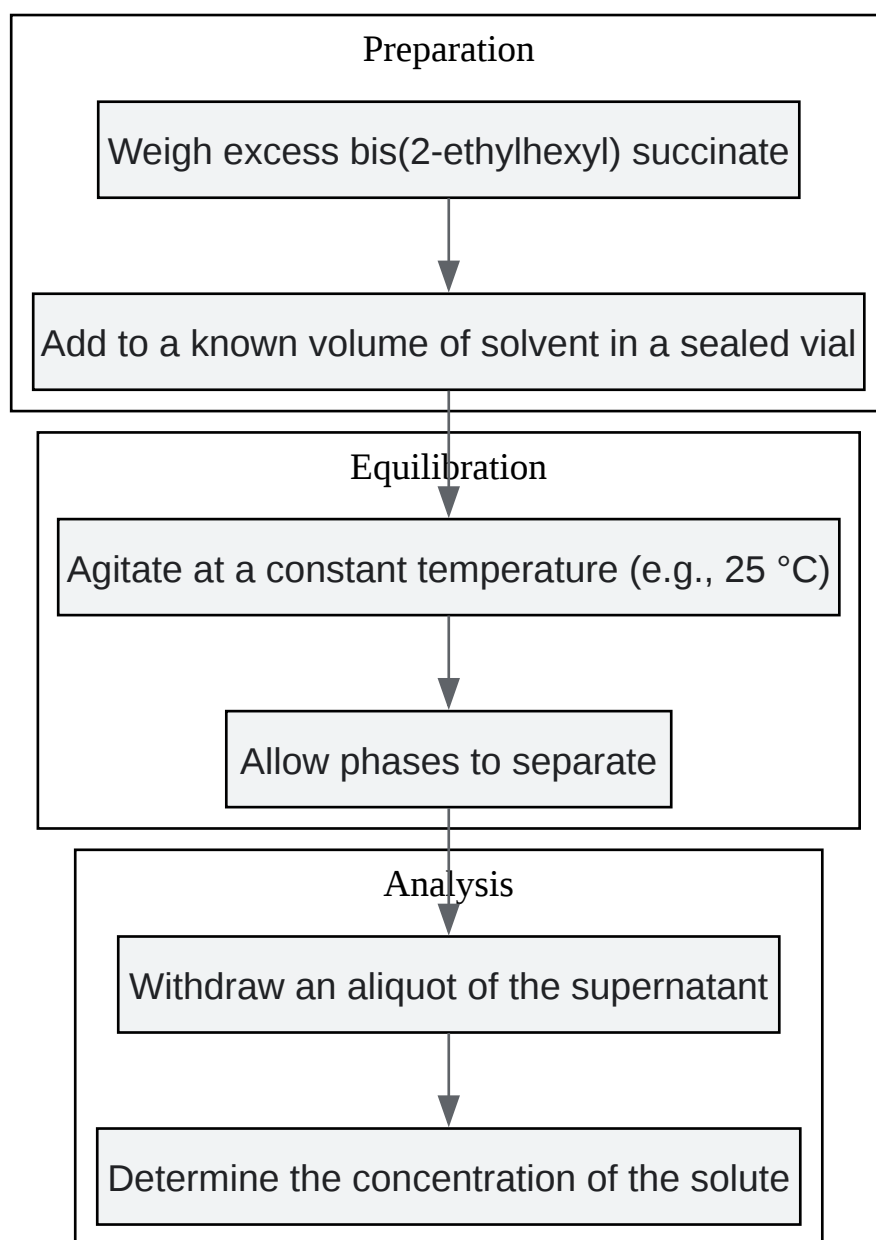 Preparation
Weigh excess bis(2-ethylhexyl) succinate
Add to a known volume of solvent in a sealed vial
Equilibration
Agitate at a constant temperature (e.g., 25 °C)
Allow phases to separate
Analysis
Withdraw an aliquot of the supernatant
Determine the concentration of the solute